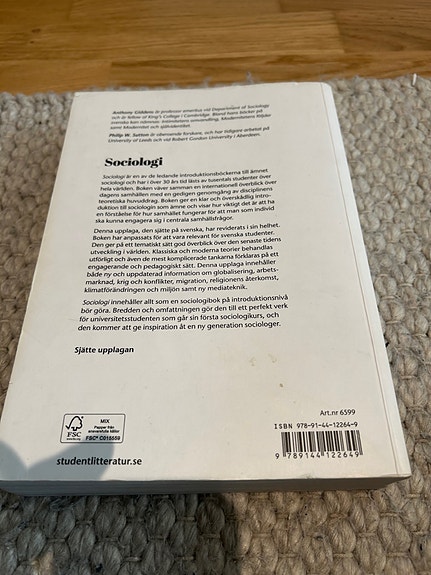 Anthony Giddens är professor emeritus vid Department of Sociology
och är fellow of King's College i Cambridge. Bland hans böcker på
svenska kan nämnas: Intimitetens omvandling, Modernitetens följder
samt Modernitet och självidentitet.
Philip W. Sutton är oberoende forskare, och har tidigare arbetat på
University of Leeds och vid Robert Gordon University i Aberdeen.
Sociologi
Sociologi är en av de ledande introduktionsböckerna till ämnet
sociologi och har i över 30 års tid lästs av tusentals studenter över
hela världen. Boken väver samman en internationell överblick över
dagens samhällen med en gedigen genomgång av disciplinens
teoretiska huvuddrag. Boken ger en klar och överskådlig intro-
duktion till sociologin som ämne och visar hur viktigt det är att ha
en förståelse för hur samhället fungerar för att man som individ
ska kunna engagera sig i centrala samhällsfrågor.
Denna upplaga, den sjätte på svenska, har reviderats i sin helhet.
Boken har anpassats för att vara relevant för svenska studenter.
Den ger på ett tematiskt sätt god överblick över den senaste tidens
utveckling i världen. Klassiska och moderna teorier behandlas
utförligt och även de mest komplicerade tankarna förklaras på ett
engagerande och pedagogiskt sätt. Denna upplaga innehåller
både ny och uppdaterad information om globalisering, arbets-
marknad, krig och konflikter, migration, religionens återkomst,
klimatförändringen och miljön samt ny mediateknik.
Sociologi innehåller allt som en sociologibok på introduktionsnivå
bör göra. Bredden och omfattningen gör den till ett perfekt verk
för universitetsstudenten som går sin första sociologikurs, och
den kommer att ge inspiration åt en ny generation sociologer.
Sjätte upplagan
Art.nr 6599
ISBN 978-91-44-12264-9
9 789144 122649
FSC
www.fsc.org
MIX
Papper från
ansvarsfulla källor
FSC® C015559
studentlitteratur.se